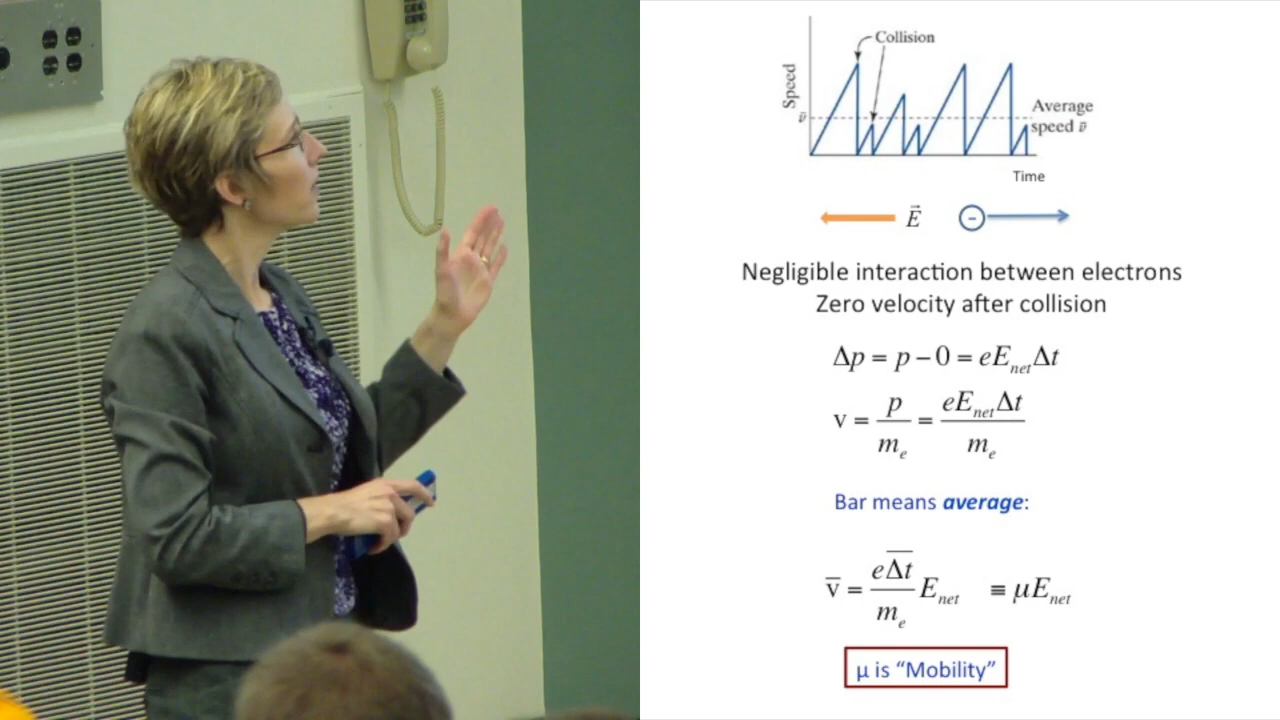 Collision
Speed
v̄
Average
speed v̄
Time
E⃗
−
Negligible interaction between electrons
Zero velocity after collision
Δp = p − 0 = eE_net Δt
v = p/m_e = eE_net Δt/m_e
Bar means average:
v̄ = (e\overline{Δt}/m_e) E_net ≡ μE_net
μ is “Mobility”